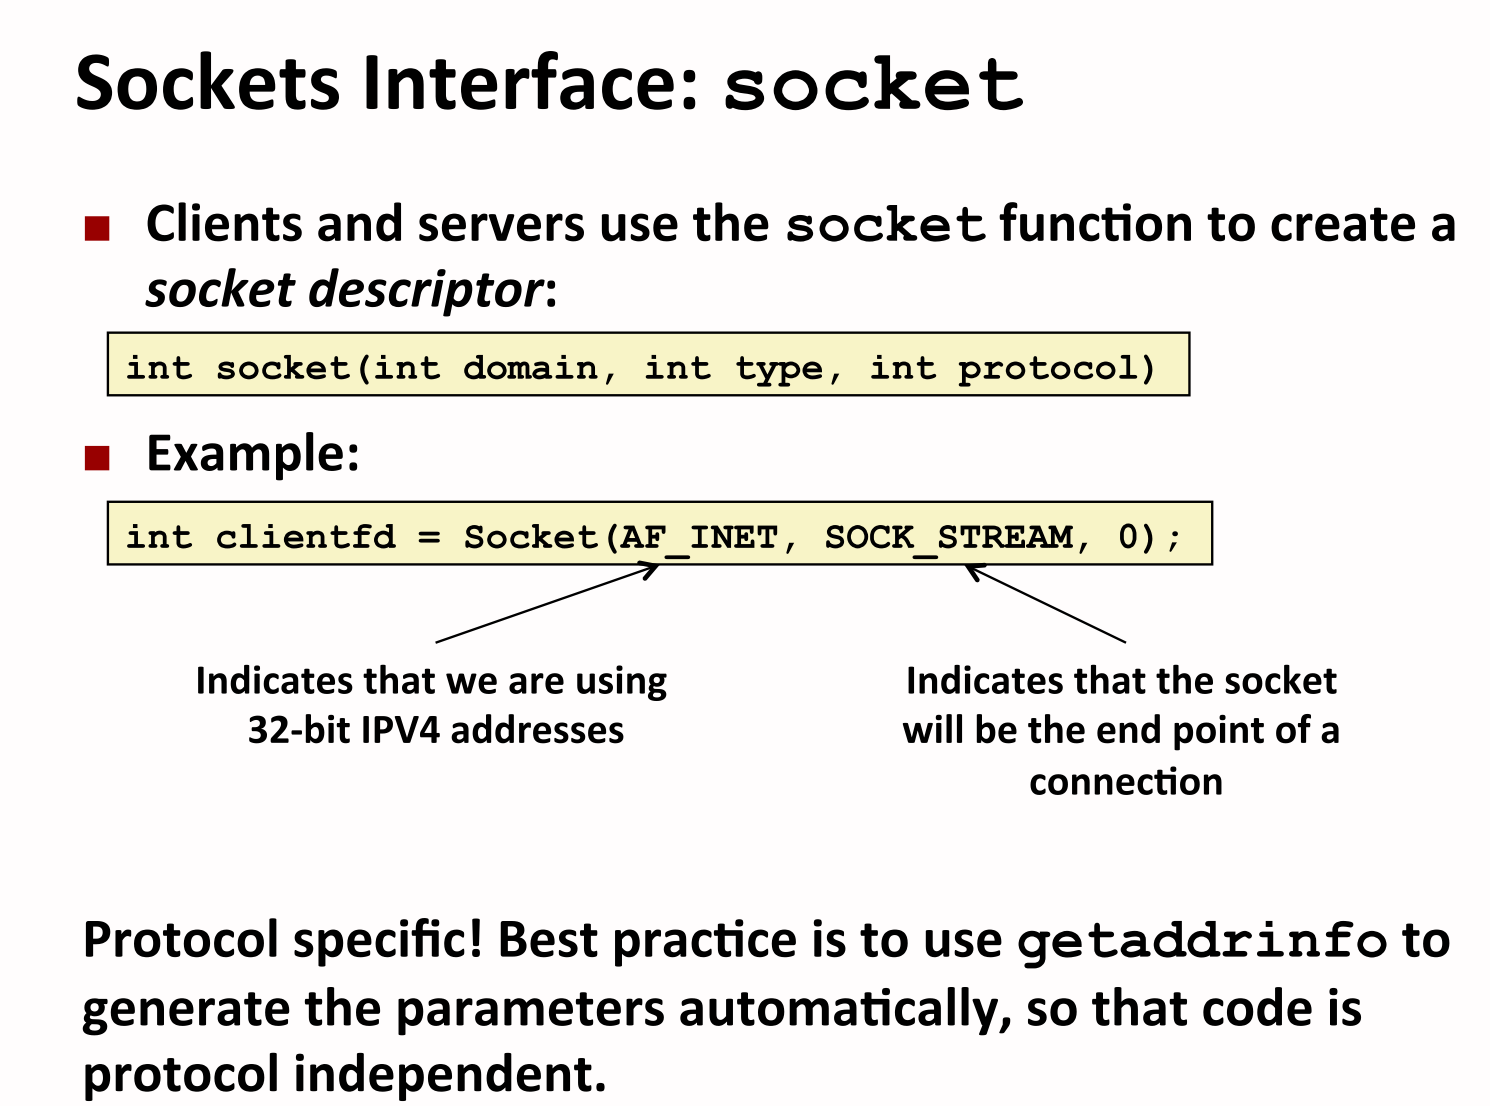 Sockets Interface: socket
Clients and servers use the socket function to create a
socket descriptor:
int socket(int domain, int type, int protocol)
Example:
int clientfd = Socket(AF_INET, SOCK_STREAM, 0);
Indicates that we are using
32-bit IPV4 addresses
Indicates that the socket
will be the end point of a
connection
Protocol specific! Best practice is to use getaddrinfo to
generate the parameters automatically, so that code is
protocol independent.